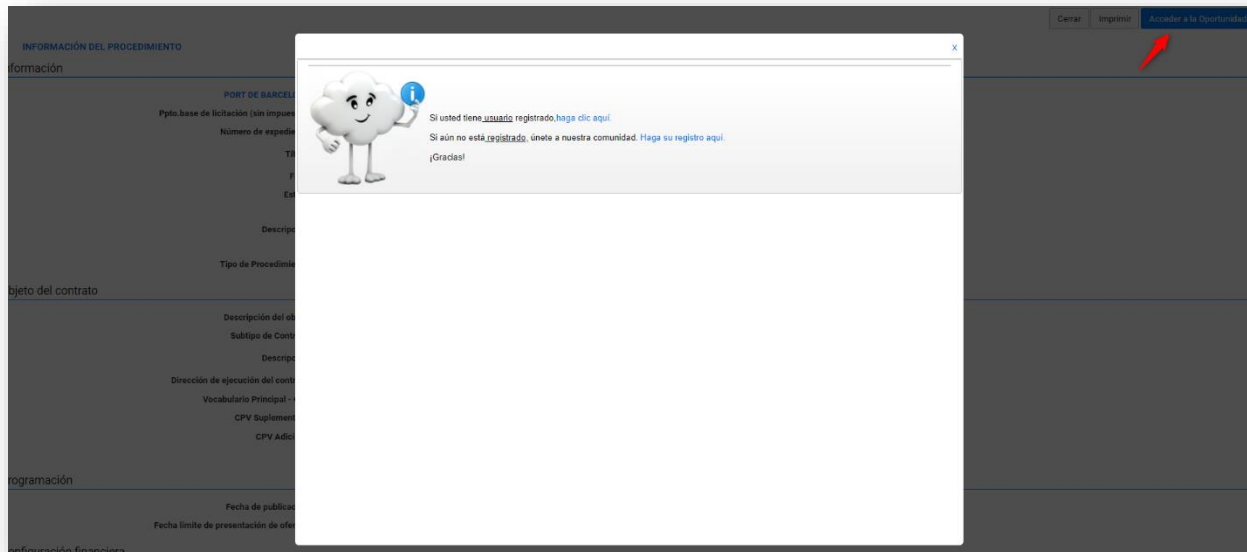 Cerrar Imprimir Acceder a la Oportunidad
INFORMACIÓN DEL PROCEDIMIENTO
x
nformación
PORT DE BARCEL
Si usted tiene usuario registrado,haga clic aquí.
Ppto.base de licitación (sin impues
Número de expedie
Si aún no está registrado, únete a nuestra comunidad. Haga su registro aquí.
¡Gracias!
Descripc
Tipo de Procedimie
bjeto del contrato
Descripción del ob
Subtipo de Contr
Descripc
Dirección de ejecución del contr
Vocabulario Principal -
CPV Suplement
CPV Adici
rogramación
Fecha de publicac
Fecha límite de presentación de ofer
onfiguración financiera